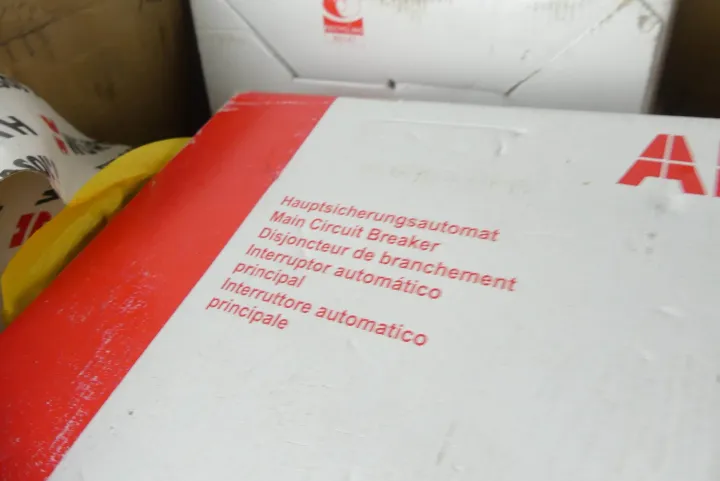 Hauptsicherungsautomat
Main Circuit Breaker
Disjoncteur de branchement
Interruptor automático
principal
Interruttore automatico
principale